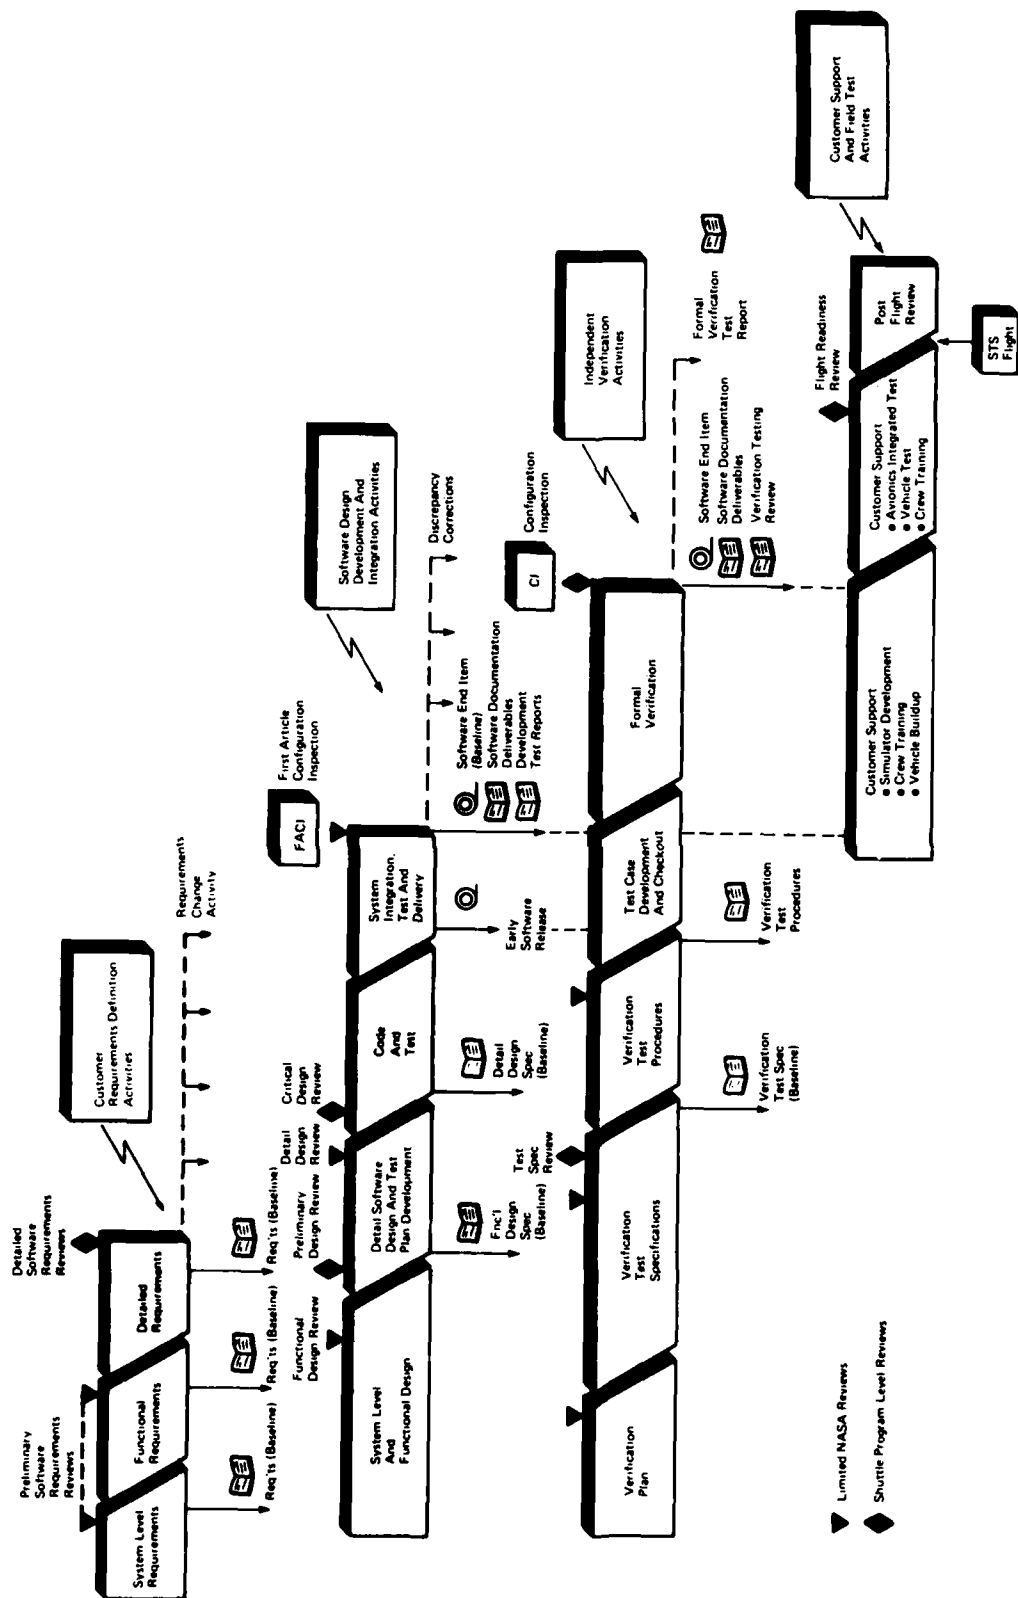 Customer Requirements Definition
Activities
Preliminary
Software
Requirements
Reviews
Detailed
Software
Requirements
Reviews
System Level
Requirements
Functional
Requirements
Detailed
Requirements
Requirements
Change
Activity
Req'ts (Baseline)
Req'ts (Baseline)
Req'ts (Baseline)
Software Design
Development And
Integration Activities
Functional
Design Review
Preliminary
Design Review
Detail
Design
Review
Critical
Design
Review
FACI
First Article
Configuration
Inspection
System Level
And
Functional Design
Detail Software
Design And Test
Plan Development
Code
And
Test
System
Integration,
Test And
Delivery
Discrepancy
Corrections
Fnc'l
Design
Spec
(Baseline)
Detail
Design
Spec
(Baseline)
Early
Software
Release
Software End Item
(Baseline)
Software Documentation
Deliverables
Development
Test Reports
Independent
Verification
Activities
Test
Spec
Review
CI
Configuration
Inspection
Verification
Plan
Verification
Test
Specifications
Verification
Test
Procedures
Test Case
Development
And Checkout
Formal
Verification
Verification
Test Spec
(Baseline)
Verification
Test
Procedures
Software End Item
Software Documentation
Deliverables
Verification Testing
Review
Formal
Verification
Test
Report
Customer Support
And Field Test
Activities
Flight Readiness
Review
Customer Support
● Simulator Development
● Crew Training
● Vehicle Buildup
Customer Support
● Avionics Integrated Test
● Vehicle Test
● Crew Training
Post
Flight
Review
STS
Flight
Limited NASA Reviews
Shuttle Program Level Reviews